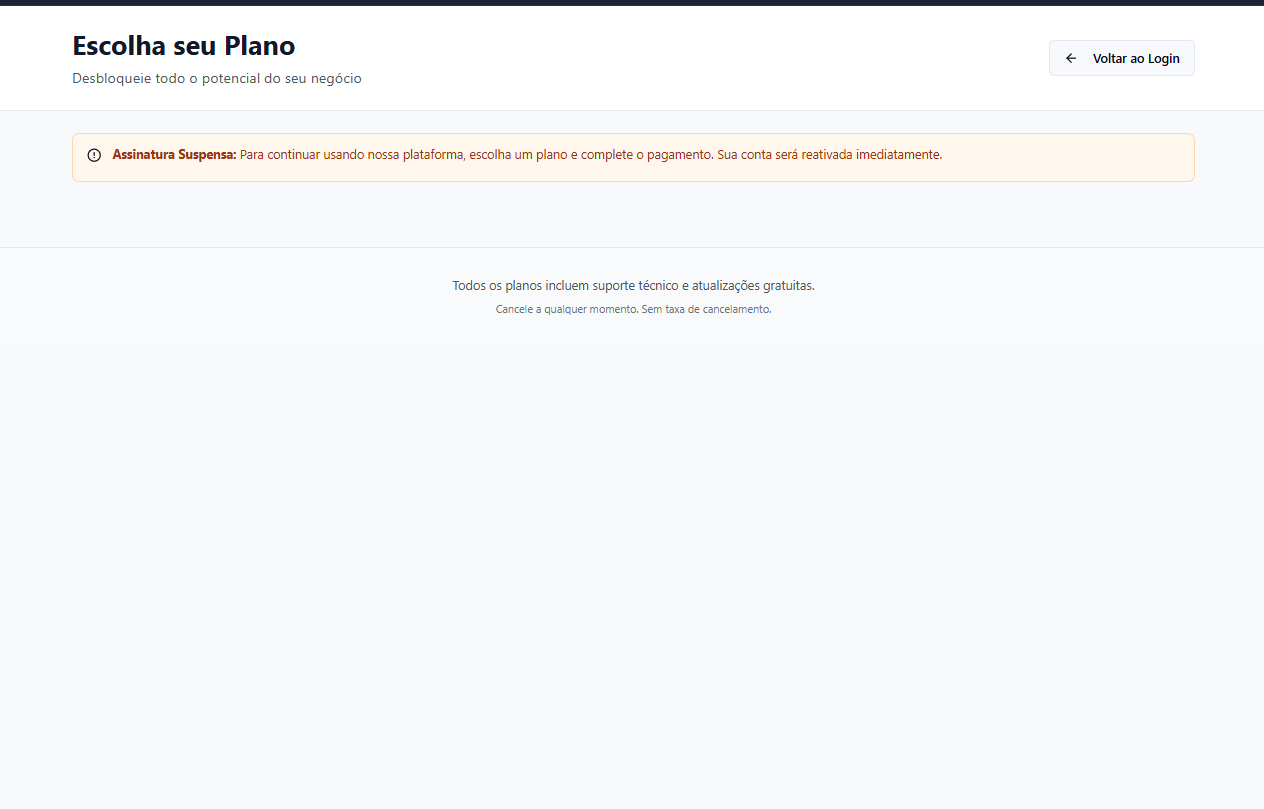 Escolha seu Plano
Desbloqueie todo o potencial do seu negócio
Voltar ao Login
Assinatura Suspensa: Para continuar usando nossa plataforma, escolha um plano e complete o pagamento. Sua conta será reativada imediatamente.
Todos os planos incluem suporte técnico e atualizações gratuitas.
Cancele a qualquer momento. Sem taxa de cancelamento.